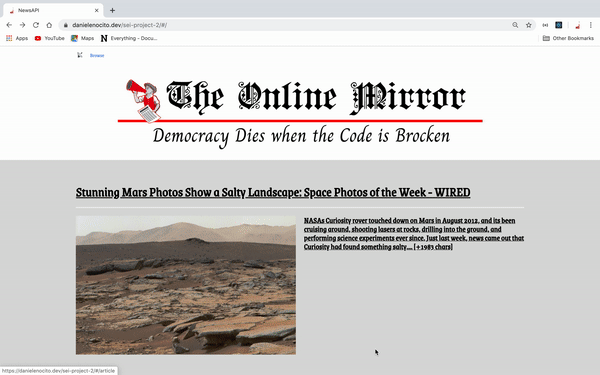 NewsAPI
danielenocito.dev/sei-project-2/#/
Apps YouTube Maps Everything - Docu... Other Bookmarks
Browse
The Online Mirror
Democracy Dies when the Code is Brocken
Stunning Mars Photos Show a Salty Landscape: Space Photos of the Week - WIRED
NASAs Curiosity rover touched down on Mars in August 2012, and its been
cruising around, shooting lasers at rocks, drilling into the ground, and
performing science experiments ever since. Just last week, news came out that
Curiosity had found something salty... [+1983 chars]
https://danielenocito.dev/sei-project-2/#/article